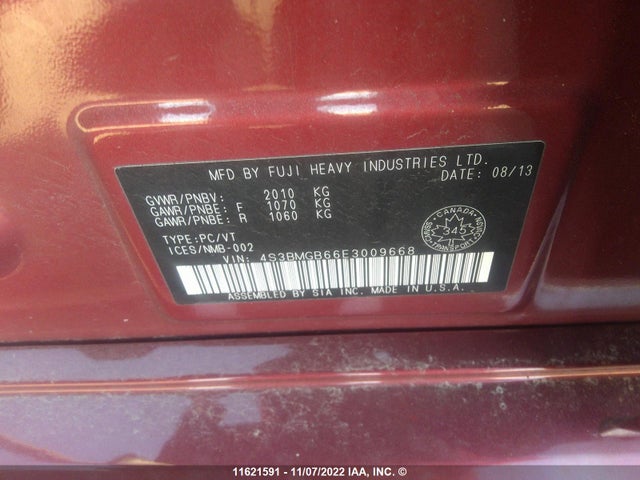 MFD BY FUJI HEAVY INDUSTRIES LTD.
DATE: 08/13
GVWR/PNBV: 2010 KG
GAWR/PNBE: F 1070 KG
GAWR/PNBE: R 1060 KG
TYPE:PC/VT
ICES/NMB-002
VIN: 4S3BMGB66E3009668
ASSEMBLED BY SIA INC. MADE IN U.S.A.
CANADA
345
11621591 - 11/07/2022 IAA, INC. ©